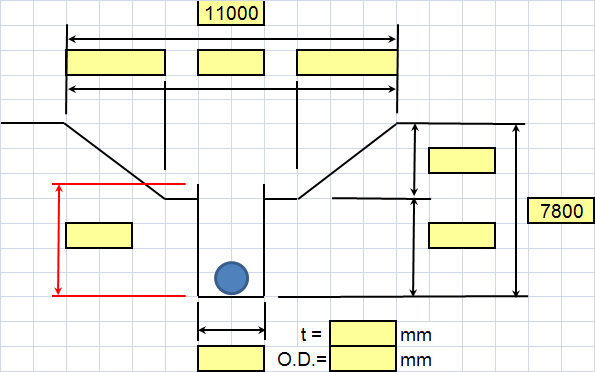 11000
7800
t = mm
O.D.= mm